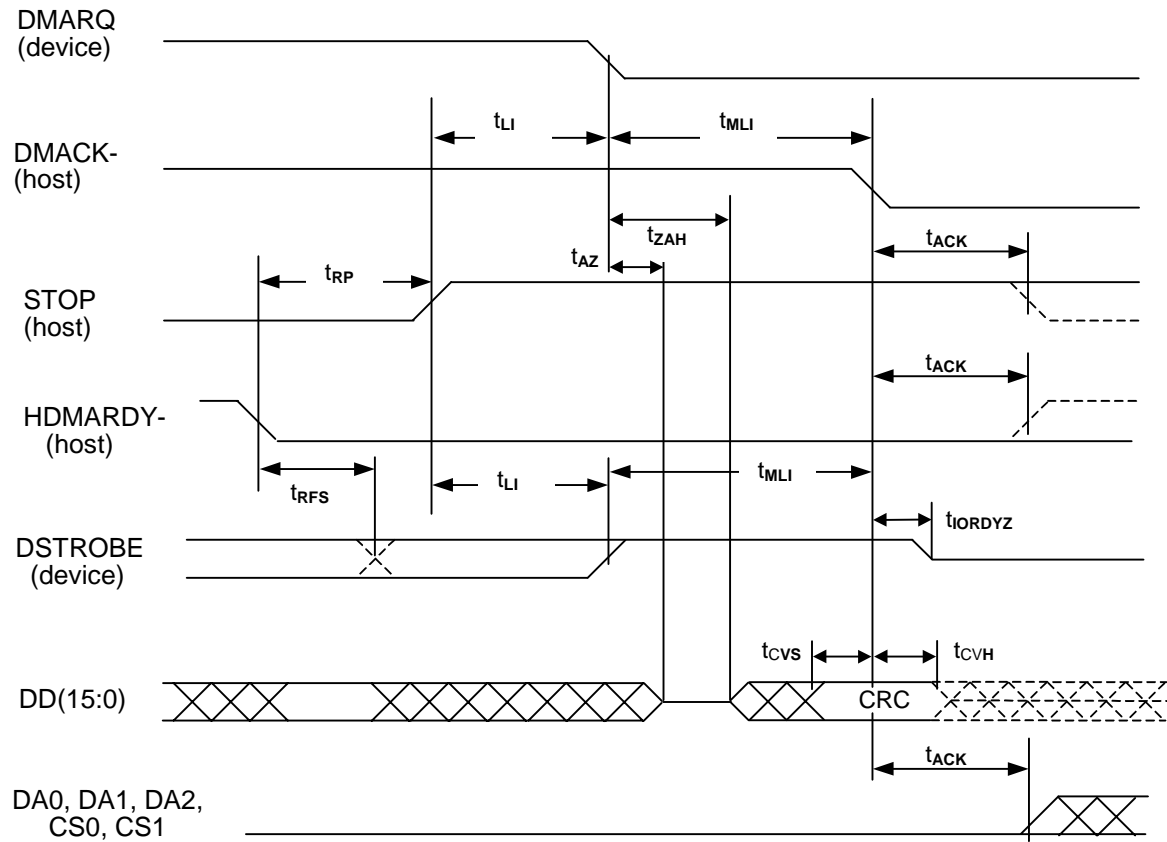 DMARQ
(device)
tLI
tMLI
DMACK-
(host)
tZAH
tACK
tAZ
tRP
STOP
(host)
tACK
HDMARDY-
(host)
tRFS
tLI
tMLI
tIORDYZ
DSTROBE
(device)
tCVS
tCVH
DD(15:0)
CRC
tACK
DA0, DA1, DA2,
CS0, CS1